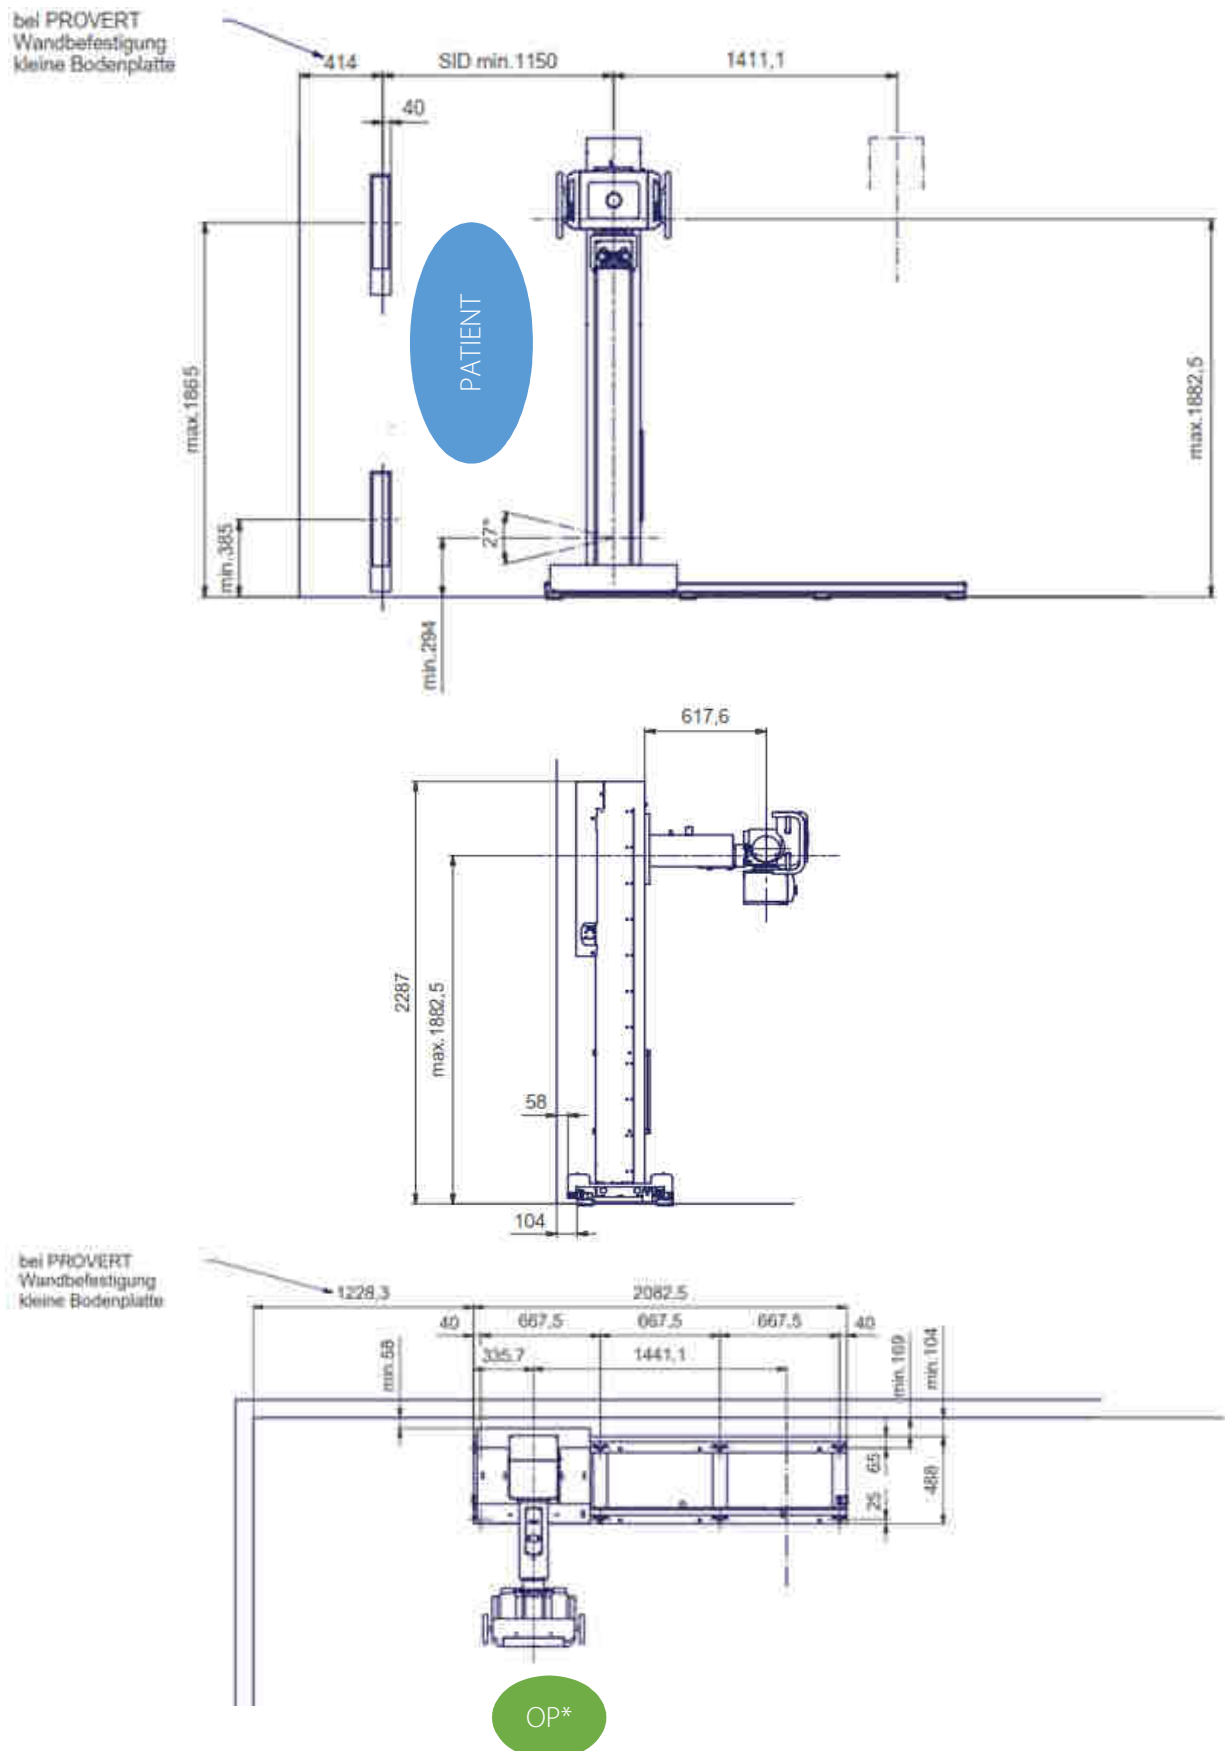 bei PROVERT
Wandbefestigung
kleine Bodenplatte
414
SID min.1150
1411,1
40
PATIENT
max.1865
max.1882,5
27°
min.385
min.294
617,6
2287
max.1882,5
58
104
bei PROVERT
Wandbefestigung
kleine Bodenplatte
1228,3
2082,5
40
667,5
667,5
667,5
40
335,7
1441,1
min.58
min.169
min.104
65
488
25
OP*